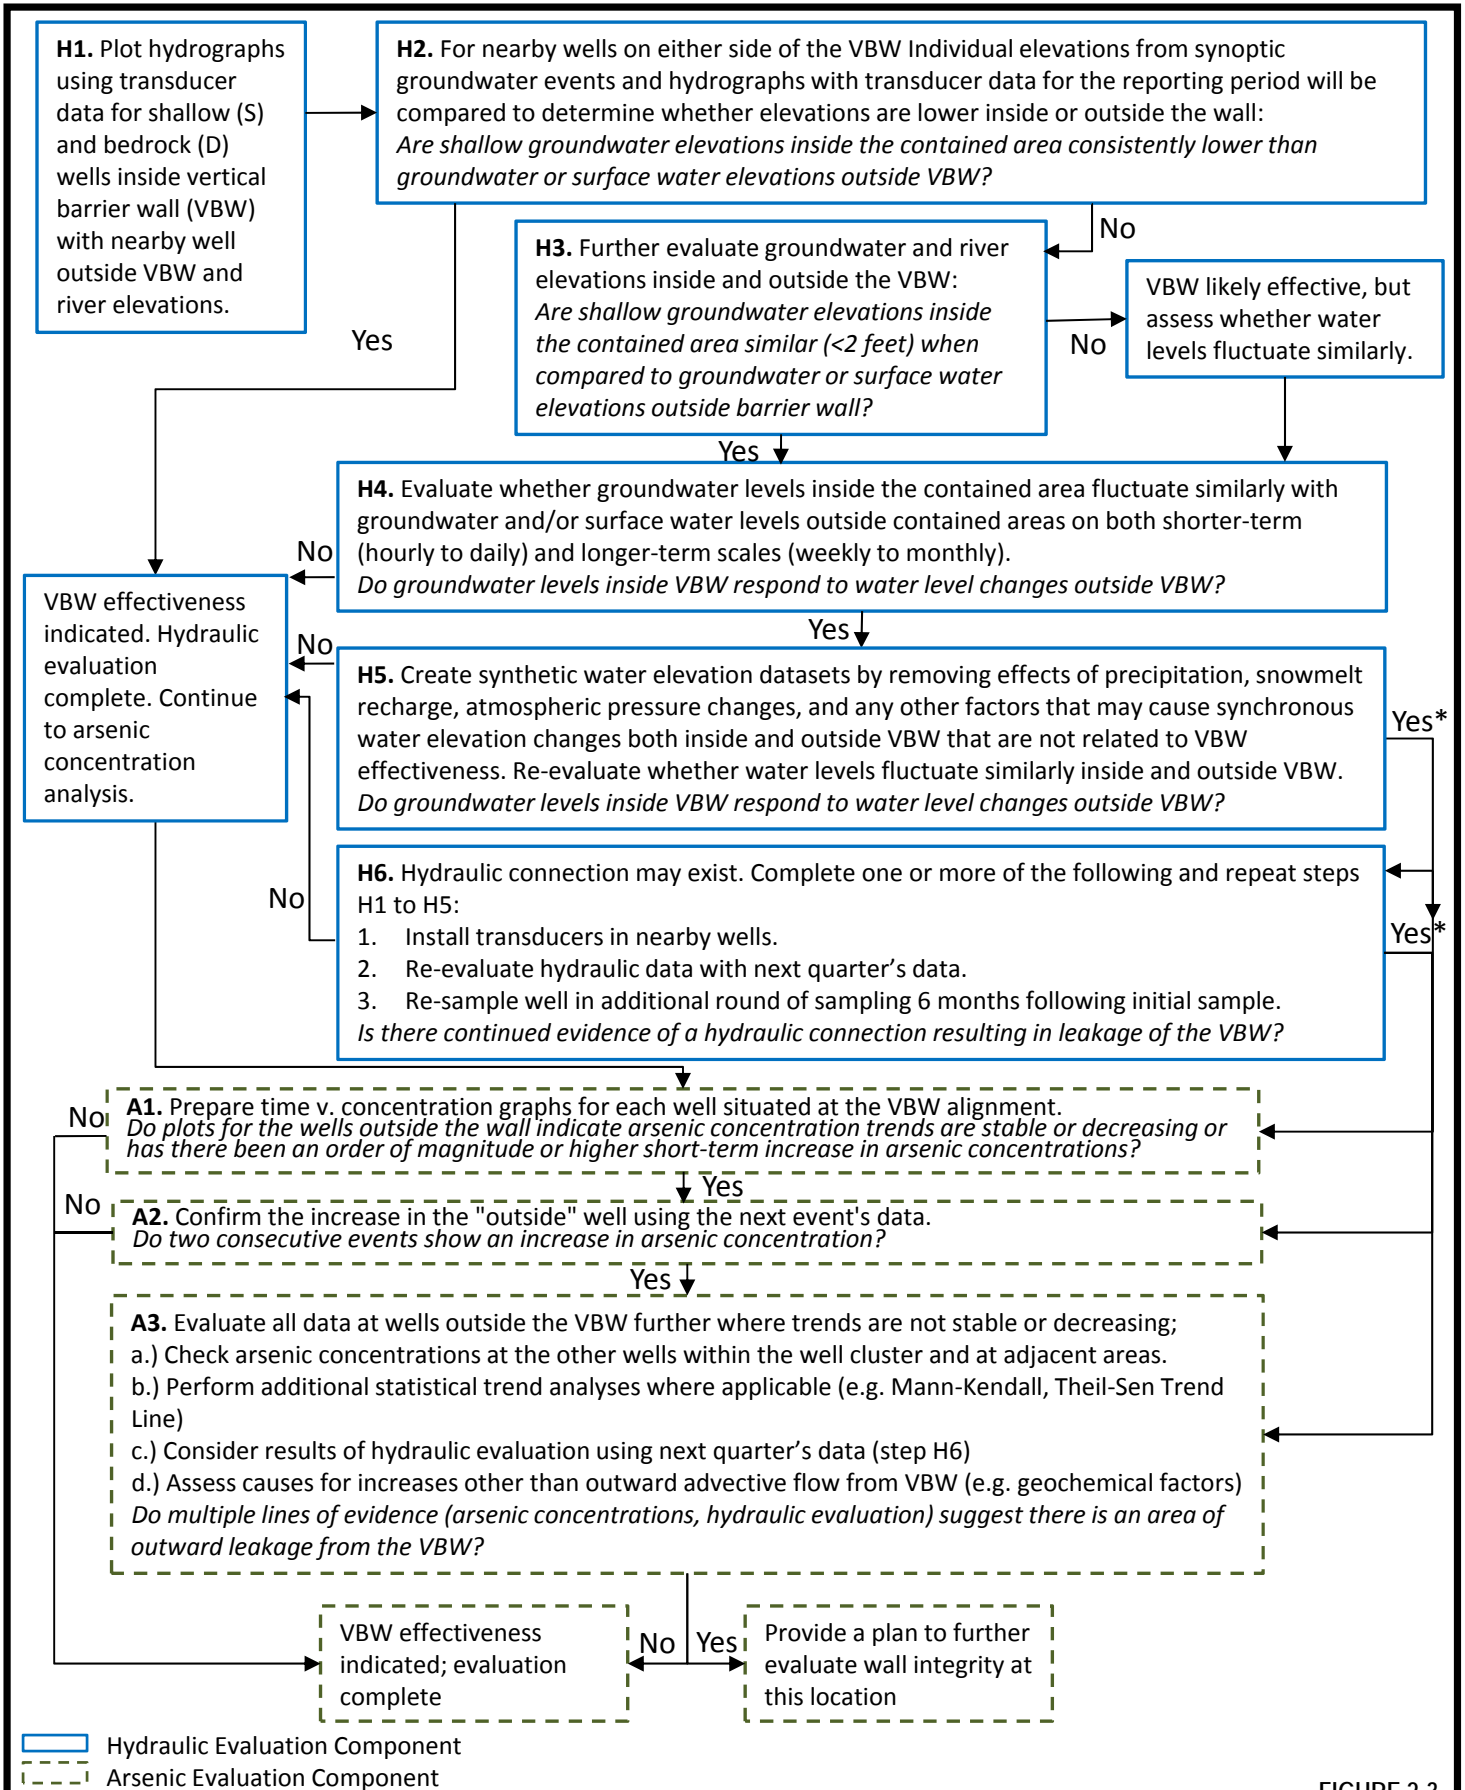 H1. Plot hydrographs
using transducer
data for shallow (S)
and bedrock (D)
wells inside vertical
barrier wall (VBW)
with nearby well
outside VBW and
river elevations.
H2. For nearby wells on either side of the VBW Individual elevations from synoptic
groundwater events and hydrographs with transducer data for the reporting period will be
compared to determine whether elevations are lower inside or outside the wall:
Are shallow groundwater elevations inside the contained area consistently lower than
groundwater or surface water elevations outside VBW?
No
Yes
H3. Further evaluate groundwater and river
elevations inside and outside the VBW:
Are shallow groundwater elevations inside
the contained area similar (<2 feet) when
compared to groundwater or surface water
elevations outside barrier wall?
No
VBW likely effective, but
assess whether water
levels fluctuate similarly.
Yes
H4. Evaluate whether groundwater levels inside the contained area fluctuate similarly with
groundwater and/or surface water levels outside contained areas on both shorter-term
(hourly to daily) and longer-term scales (weekly to monthly).
Do groundwater levels inside VBW respond to water level changes outside VBW?
No
Yes
VBW effectiveness
indicated. Hydraulic
evaluation
complete. Continue
to arsenic
concentration
analysis.
No
H5. Create synthetic water elevation datasets by removing effects of precipitation, snowmelt
recharge, atmospheric pressure changes, and any other factors that may cause synchronous
water elevation changes both inside and outside VBW that are not related to VBW
effectiveness. Re-evaluate whether water levels fluctuate similarly inside and outside VBW.
Do groundwater levels inside VBW respond to water level changes outside VBW?
Yes*
No
H6. Hydraulic connection may exist. Complete one or more of the following and repeat steps
H1 to H5:
1. Install transducers in nearby wells.
2. Re-evaluate hydraulic data with next quarter's data.
3. Re-sample well in additional round of sampling 6 months following initial sample.
Is there continued evidence of a hydraulic connection resulting in leakage of the VBW?
Yes*
No
A1. Prepare time v. concentration graphs for each well situated at the VBW alignment.
Do plots for the wells outside the wall indicate arsenic concentration trends are stable or decreasing or
has there been an order of magnitude or higher short-term increase in arsenic concentrations?
Yes
No
A2. Confirm the increase in the "outside" well using the next event's data.
Do two consecutive events show an increase in arsenic concentration?
Yes
A3. Evaluate all data at wells outside the VBW further where trends are not stable or decreasing;
a.) Check arsenic concentrations at the other wells within the well cluster and at adjacent areas.
b.) Perform additional statistical trend analyses where applicable (e.g. Mann-Kendall, Theil-Sen Trend
Line)
c.) Consider results of hydraulic evaluation using next quarter's data (step H6)
d.) Assess causes for increases other than outward advective flow from VBW (e.g. geochemical factors)
Do multiple lines of evidence (arsenic concentrations, hydraulic evaluation) suggest there is an area of
outward leakage from the VBW?
VBW effectiveness
indicated; evaluation
complete
No
Yes
Provide a plan to further
evaluate wall integrity at
this location
Hydraulic Evaluation Component
Arsenic Evaluation Component
FIGURE 2-2